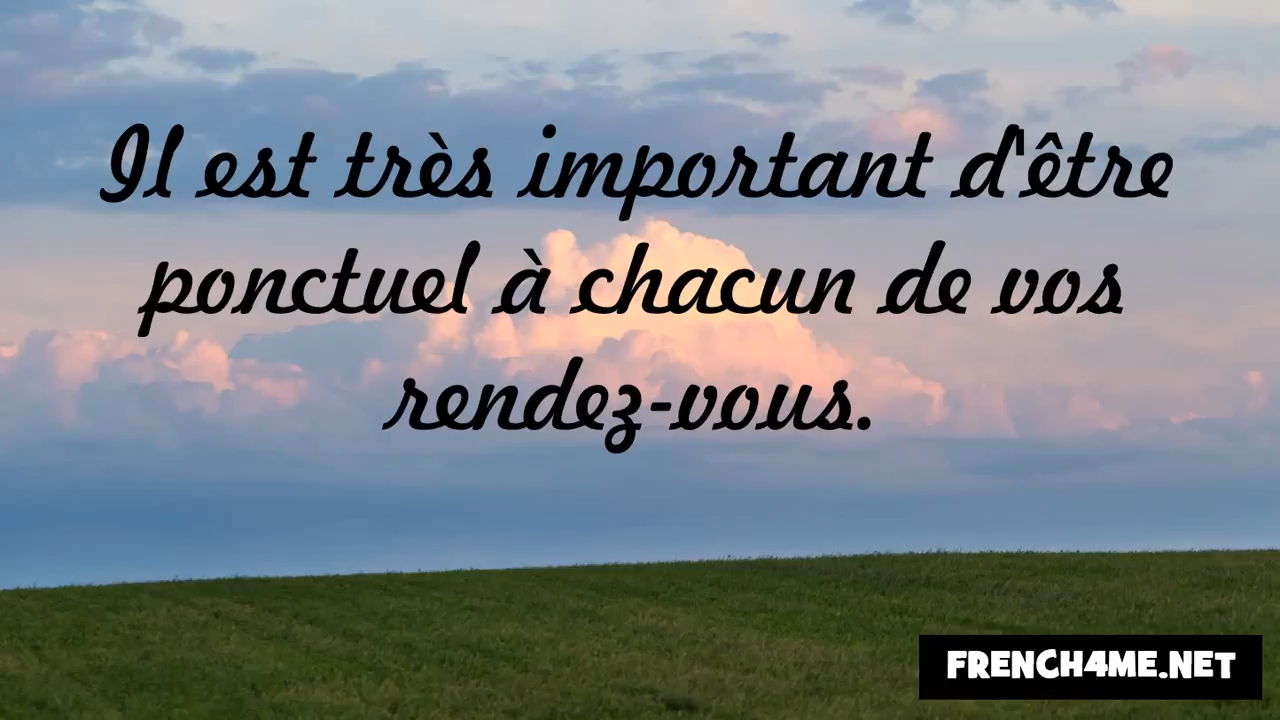 Il est très important d'être
ponctuel à chacun de vos
rendez-vous.
FRENCH4ME.NET